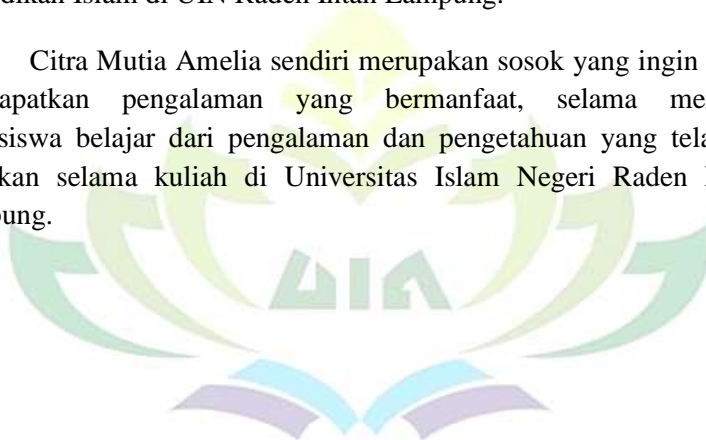 dikan Islam di UIN Raden Intan Lampung.
Citra Mutia Amelia sendiri merupakan sosok yang ingin
apatkan pengalaman yang bermanfaat, selama me
siswa belajar dari pengalaman dan pengetahuan yang tela
kan selama kuliah di Universitas Islam Negeri Raden
ung.
UIN